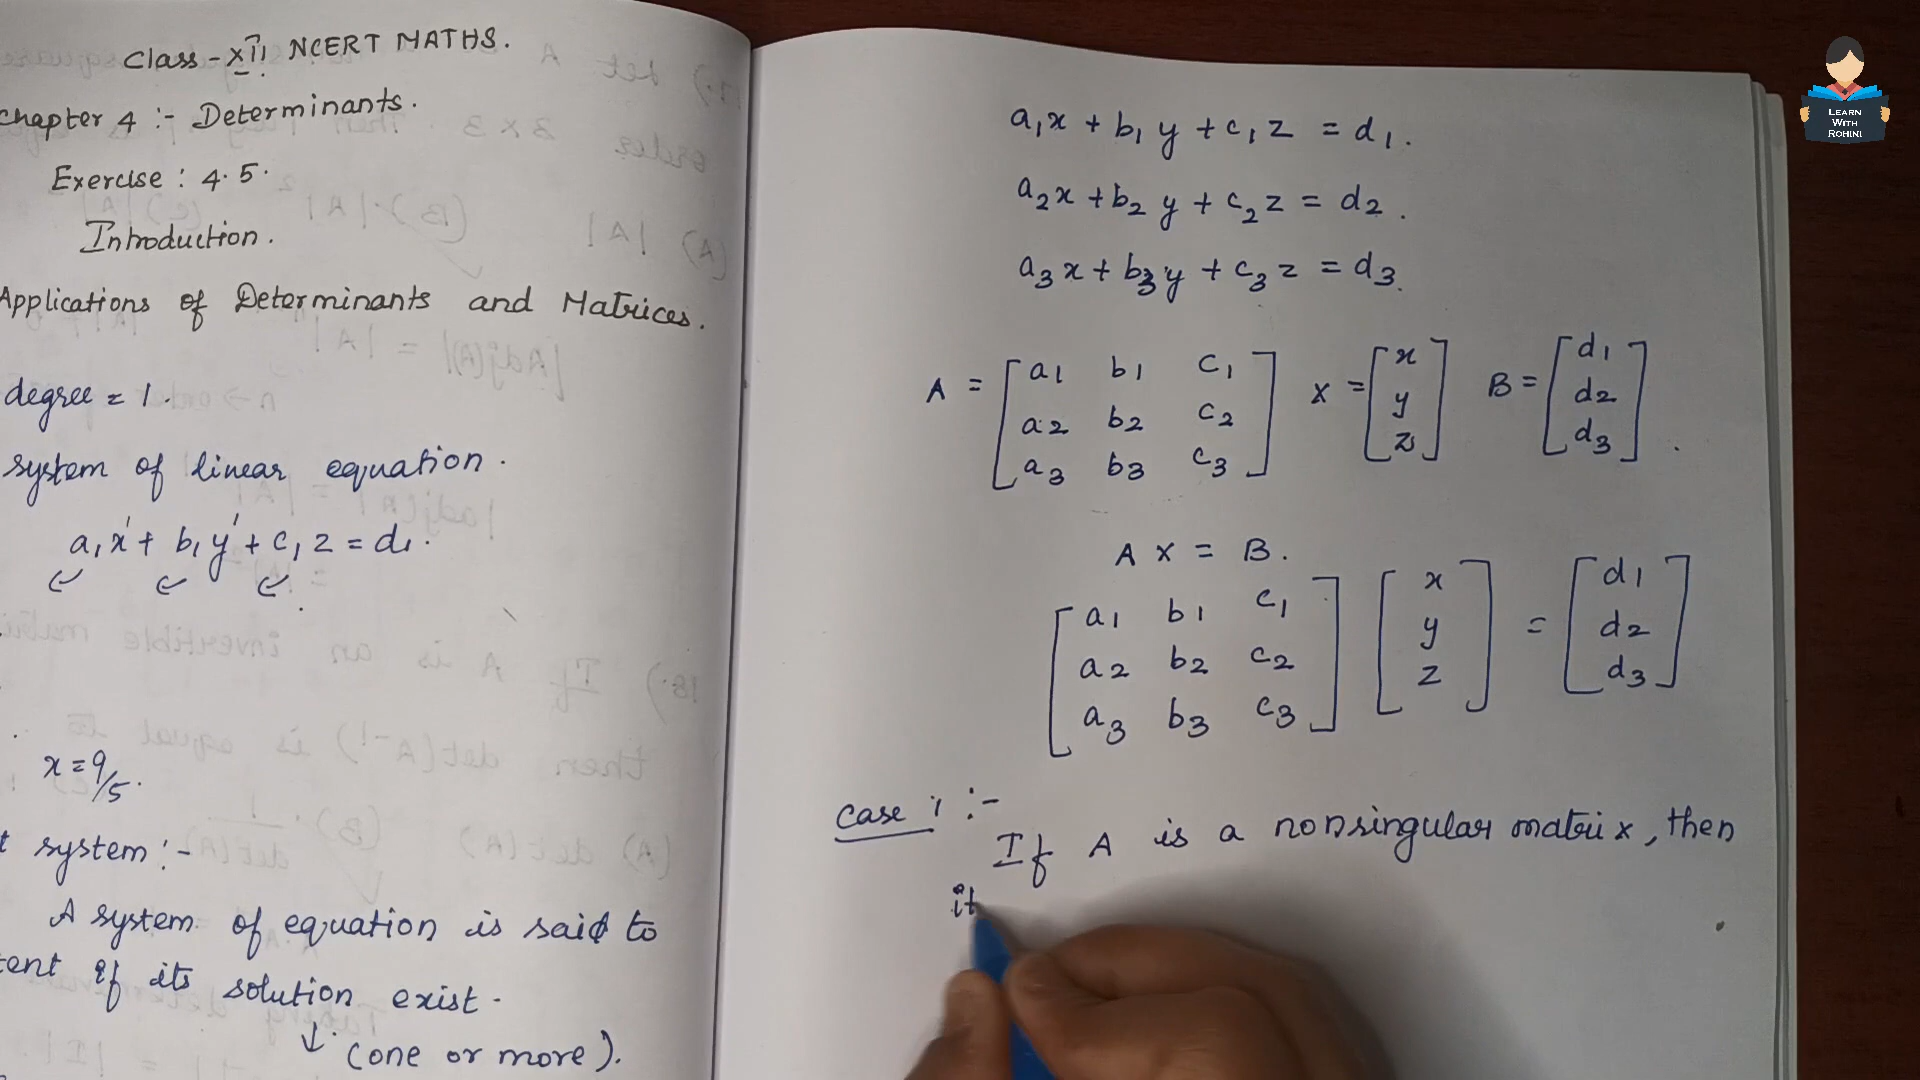 Class - XII NCERT MATHS.
Chapter 4 :- Determinants.
Exercise : 4.5.
Introduction.
Applications of Determinants and Matrices.
degree = 1.
system of linear equation.
a₁x¹ + b₁y¹ + c₁z = d₁.
x = 9/5.
system :-
A system of equation is said to
if its solution exist.
↓ (one or more).
a₁x + b₁y + c₁z = d₁.
a₂x + b₂y + c₂z = d₂.
a₃x + b₃y + c₃z = d₃.
A = [a₁ b₁ c₁ X = [x B = [d₁
a₂ b₂ c₂ y d₂
a₃ b₃ c₃] z] d₃].
A X = B.
[a₁ b₁ c₁ [x [d₁
a₂ b₂ c₂ y = d₂
a₃ b₃ c₃] z] d₃]
Case 1 :-
If A is a nonsingular matrix, then
it
LEARN
WITH
ROHINI